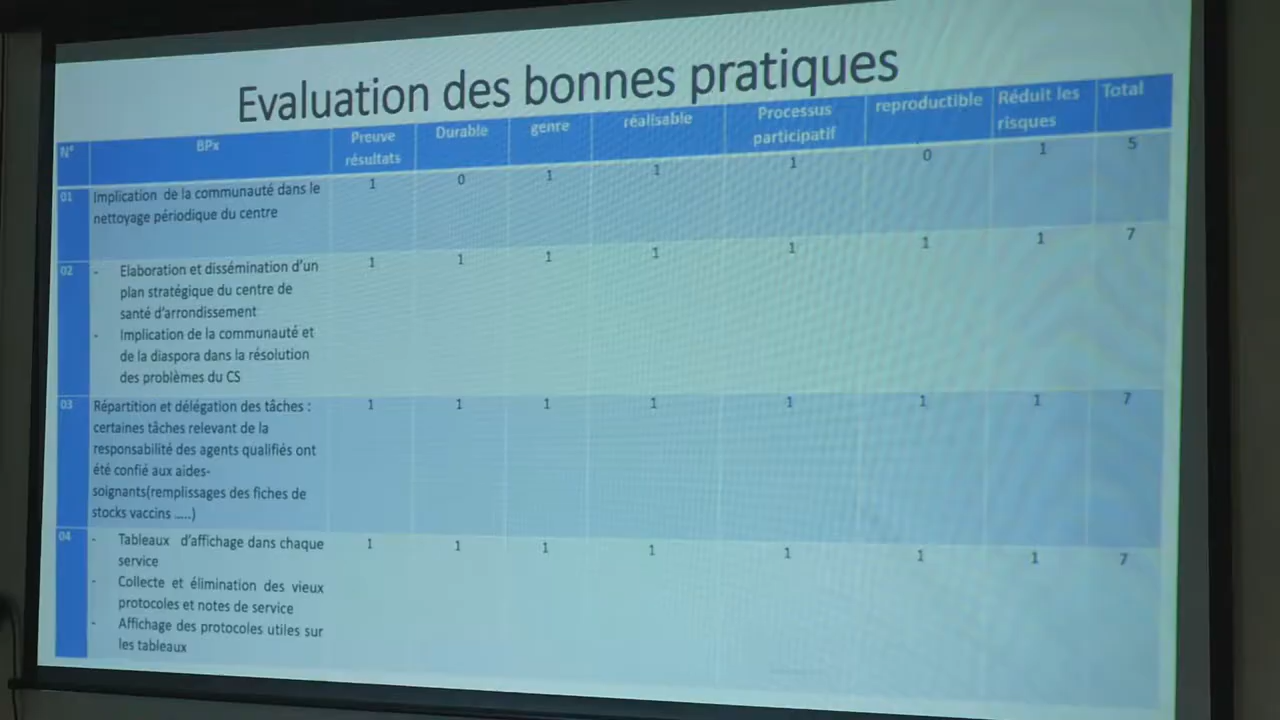 Evaluation des bonnes pratiques
N° BPx Preuve résultats Durable genre réalisable Processus participatif reproductible Réduit les risques Total
01 Implication de la communauté dans le 1 0 1 1 1 0 1 5
nettoyage périodique du centre
02 - Elaboration et dissémination d'un 1 1 1 1 1 1 1 7
plan stratégique du centre de
santé d'arrondissement
- Implication de la communauté et
de la diaspora dans la résolution
des problèmes du CS
03 Répartition et délégation des tâches : 1 1 1 1 1 1 1 7
certaines tâches relevant de la
responsabilité des agents qualifiés ont
été confié aux aides-
soignants(remplissages des fiches de
stocks vaccins .....)
04 - Tableaux d'affichage dans chaque 1 1 1 1 1 1 1 7
service
- Collecte et élimination des vieux
protocoles et notes de service
- Affichage des protocoles utiles sur
les tableaux